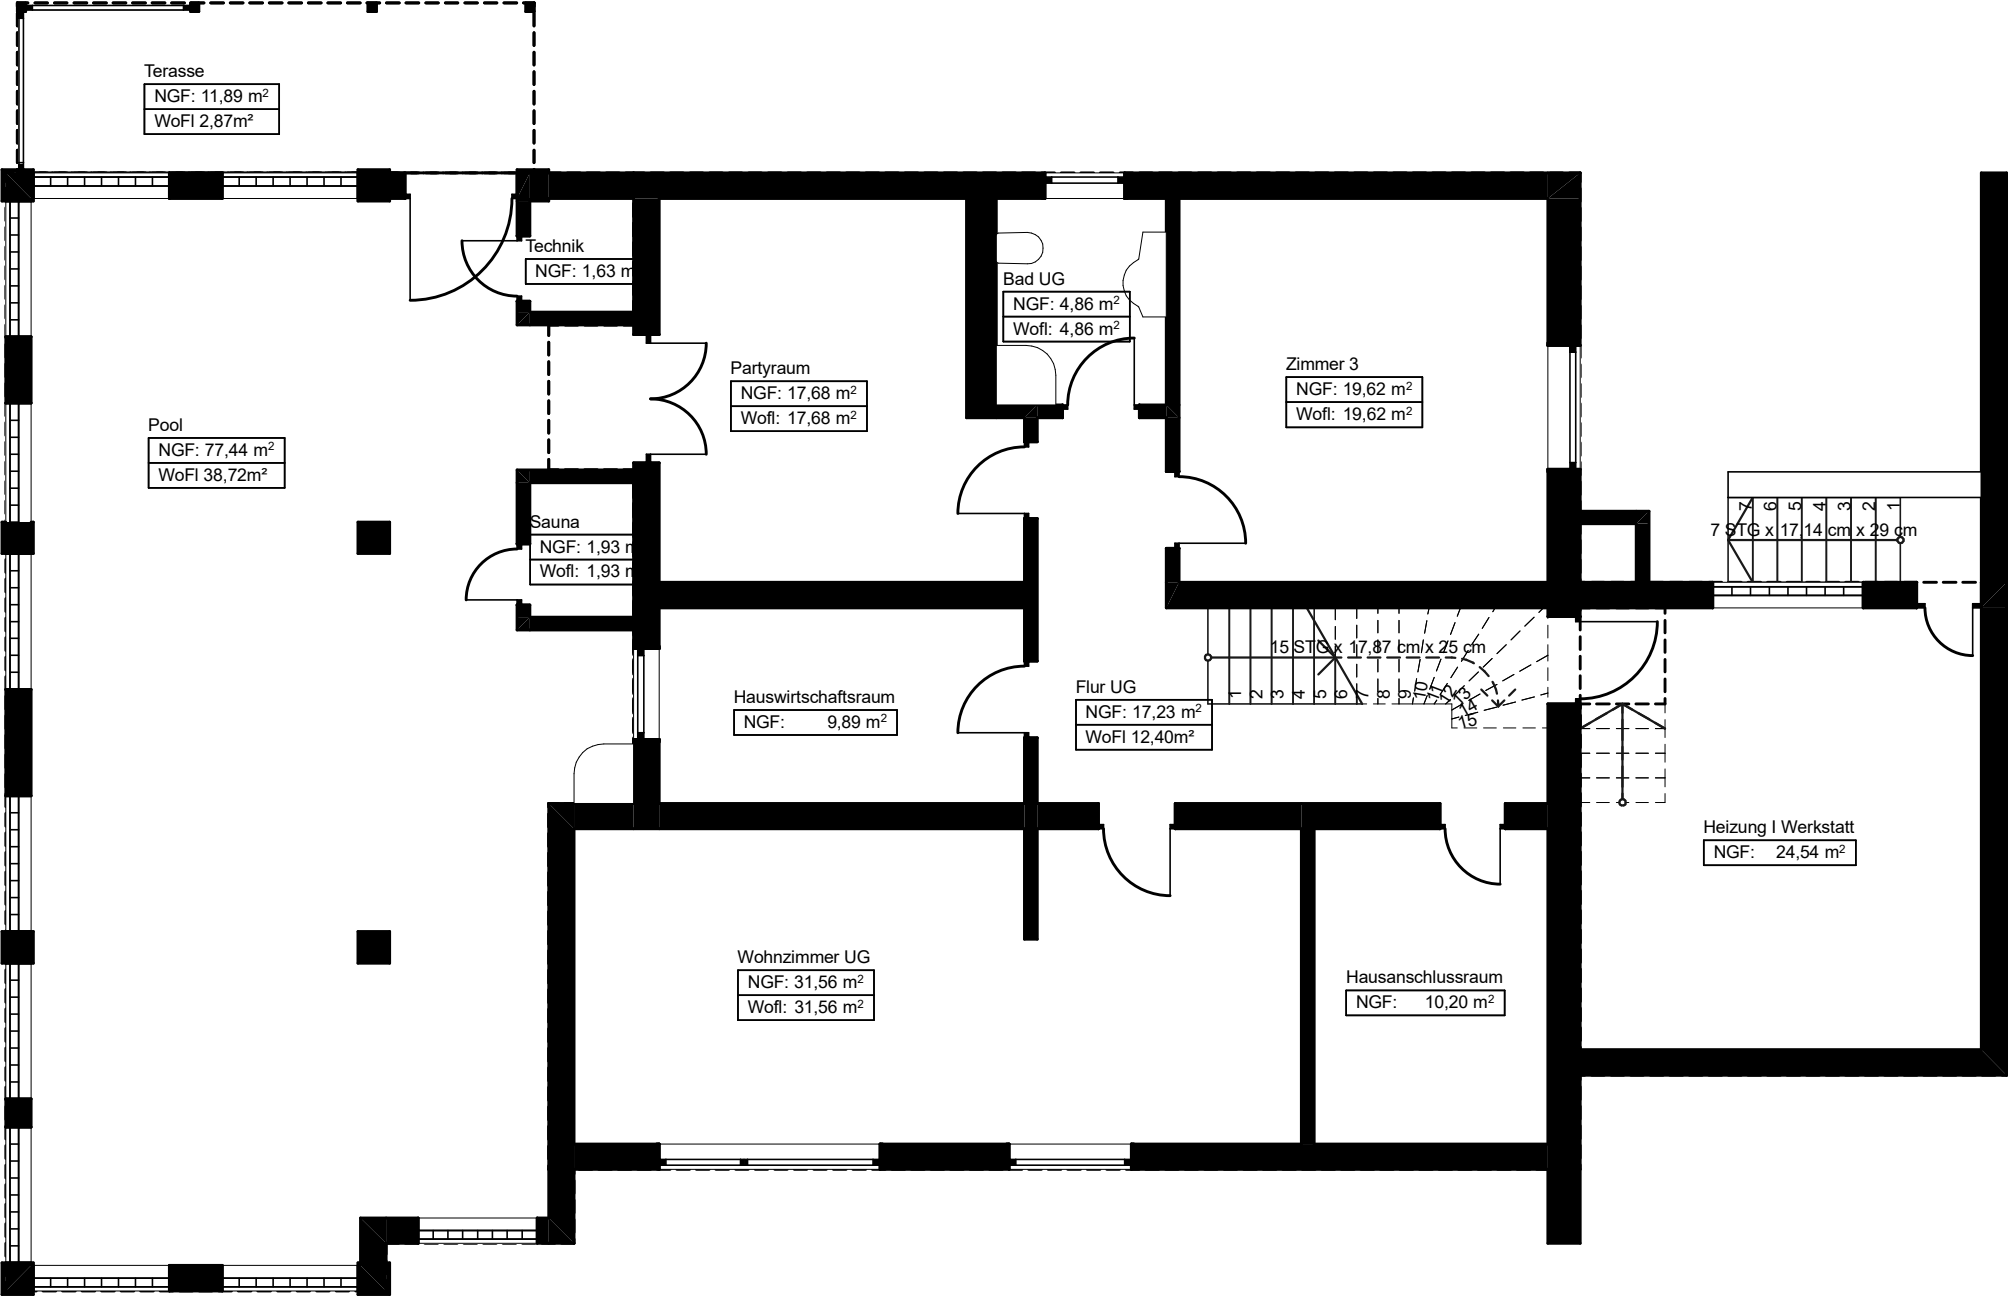 Terasse
NGF: 11,89 m²
WoFl 2,87m²
Technik
NGF: 1,63 m
Bad UG
NGF: 4,86 m²
Wofl: 4,86 m²
Partyraum
NGF: 17,68 m²
Wofl: 17,68 m²
Zimmer 3
NGF: 19,62 m²
Wofl: 19,62 m²
Pool
NGF: 77,44 m²
WoFl 38,72m²
Sauna
NGF: 1,93 m
Wofl: 1,93 m
7 6 5 4 3 2 1
7 STG x 17,14 cm x 29 cm
15 STG x 17,87 cm x 25 cm
1 2 3 4 5 6 7 8 9 10 11 12 13 14 15
Hauswirtschaftsraum
NGF: 9,89 m²
Flur UG
NGF: 17,23 m²
WoFl 12,40m²
Heizung I Werkstatt
NGF: 24,54 m²
Wohnzimmer UG
NGF: 31,56 m²
Wofl: 31,56 m²
Hausanschlussraum
NGF: 10,20 m²